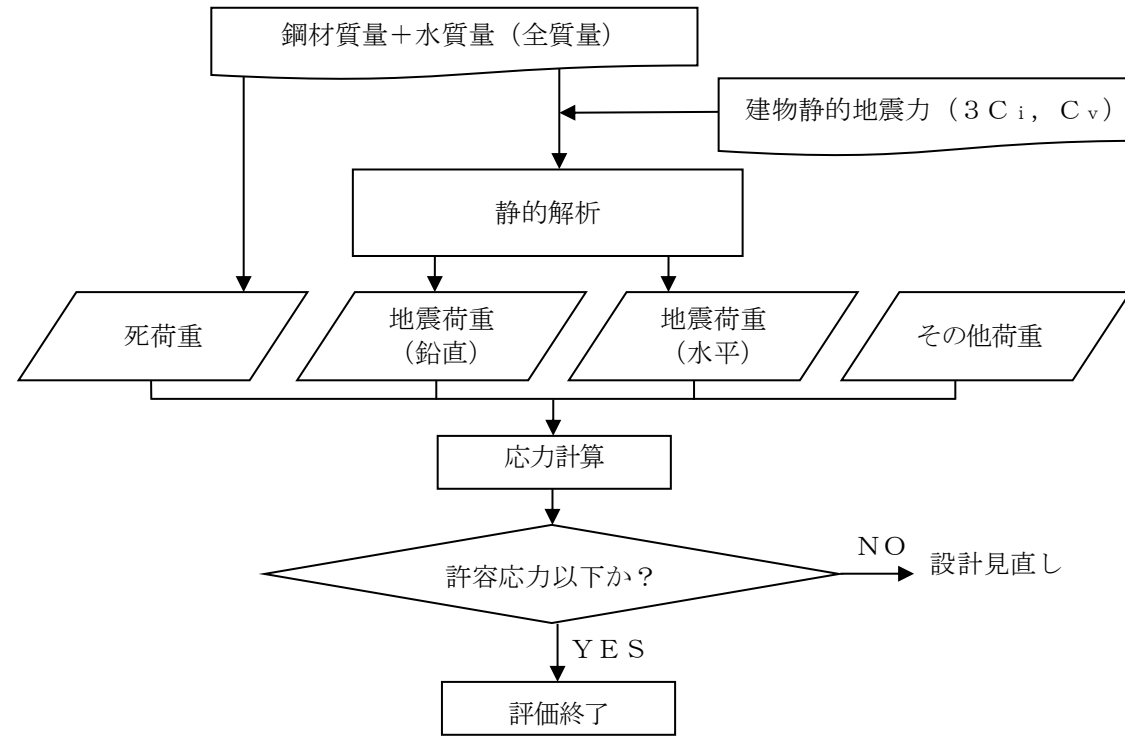 鋼材質量＋水質量（全質量）
建物静的地震力（３Ｃｉ，Ｃｖ）
静的解析
死荷重
地震荷重
（鉛直）
地震荷重
（水平）
その他荷重
応力計算
許容応力以下か？
ＮＯ
設計見直し
ＹＥＳ
評価終了